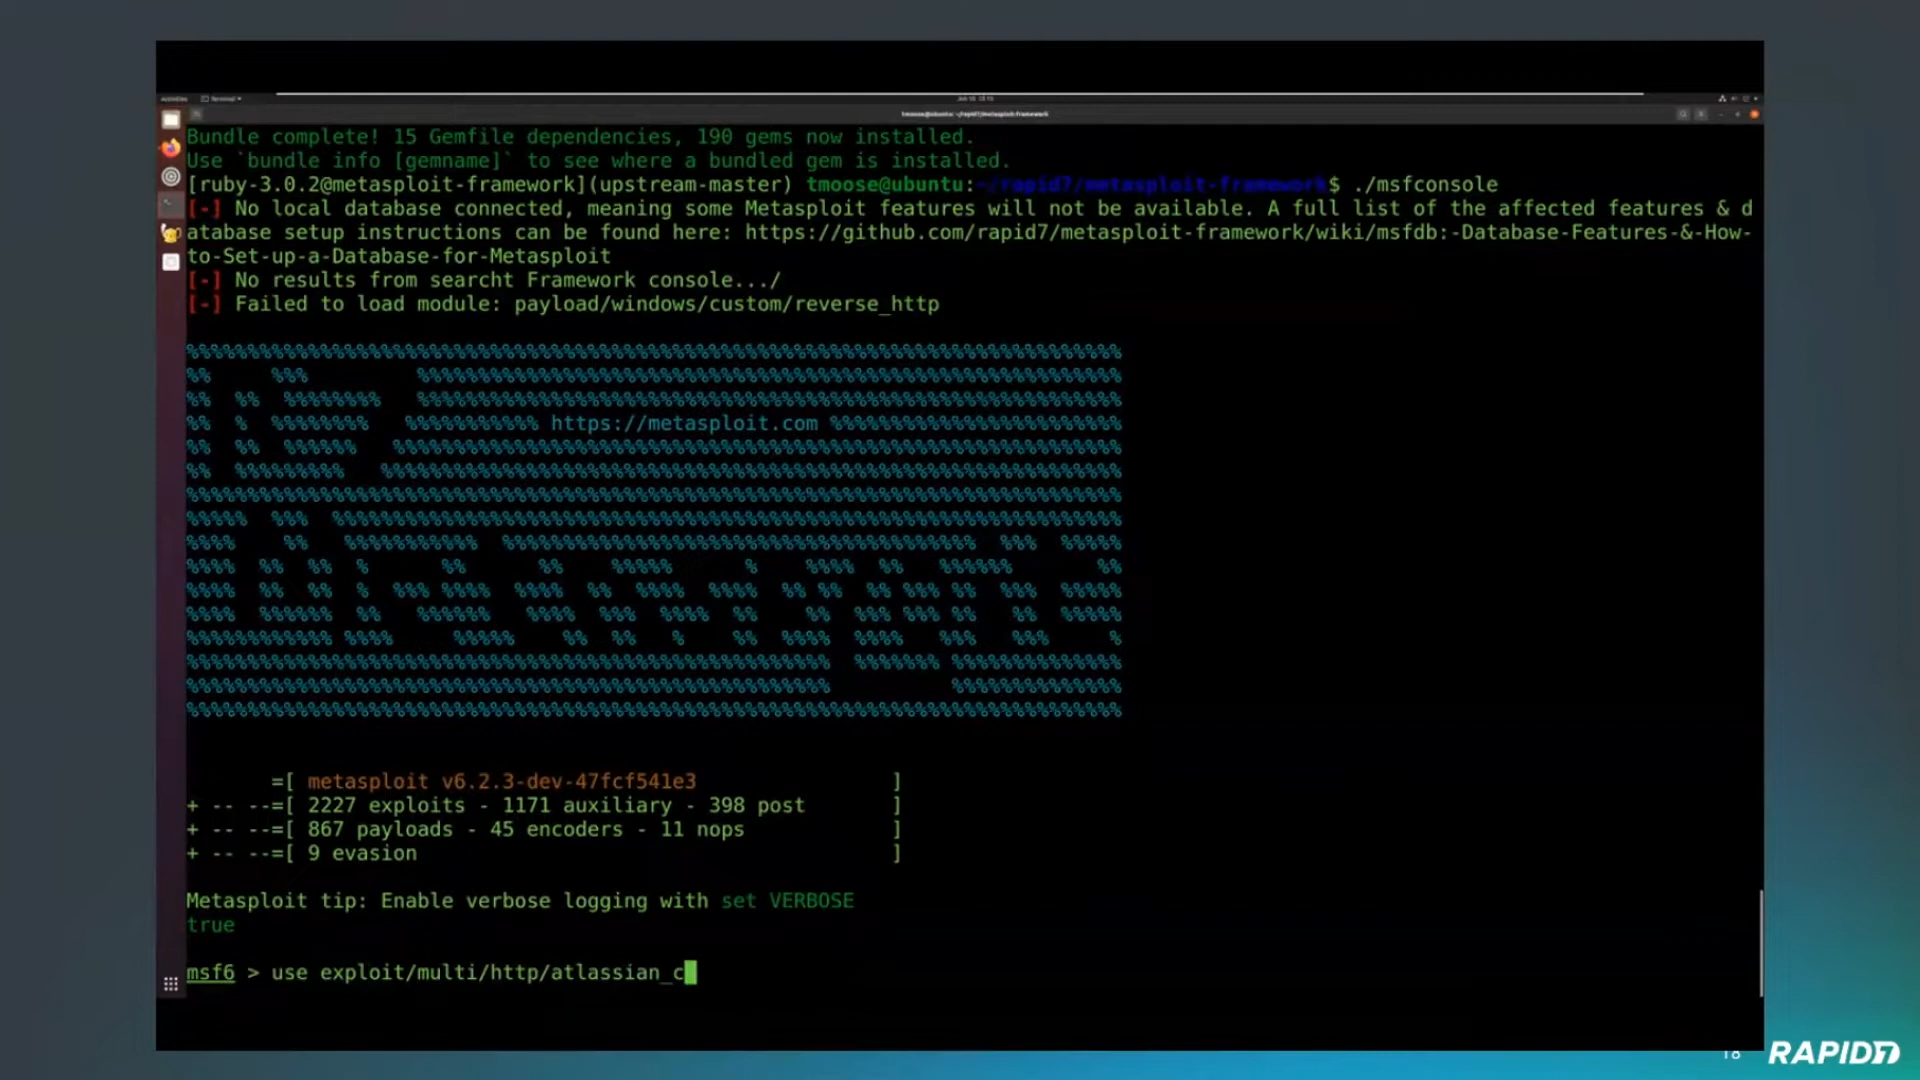 Activities Terminal
Bundle complete! 15 Gemfile dependencies, 190 gems now installed.
Use `bundle info [gemname]` to see where a bundled gem is installed.
[ruby-3.0.2@metasploit-framework](upstream-master) tmoose@ubuntu:~/rapid7/metasploit-framework$ ./msfconsole
[-] No local database connected, meaning some Metasploit features will not be available. A full list of the affected features & d
atabase setup instructions can be found here: https://github.com/rapid7/metasploit-framework/wiki/msfdb:-Database-Features-&-How-
to-Set-up-a-Database-for-Metasploit
[-] No results from searcht Framework console.../
[-] Failed to load module: payload/windows/custom/reverse_http
https://metasploit.com
=[ metasploit v6.2.3-dev-47fcf541e3 ]
+ -- --=[ 2227 exploits - 1171 auxiliary - 398 post ]
+ -- --=[ 867 payloads - 45 encoders - 11 nops ]
+ -- --=[ 9 evasion ]
Metasploit tip: Enable verbose logging with set VERBOSE
true
msf6 > use exploit/multi/http/atlassian_c
18
RAPID7